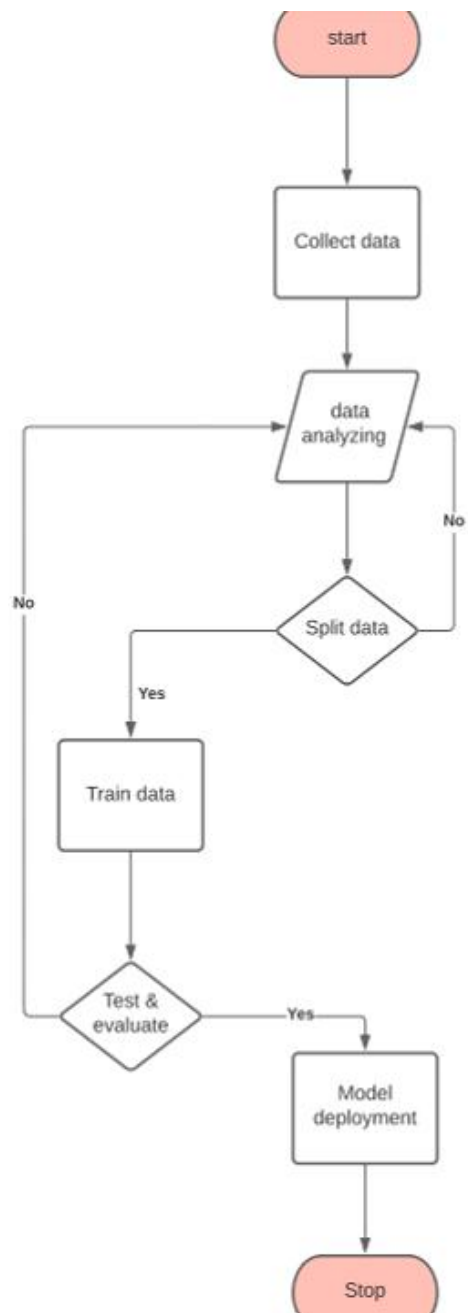 start
Collect data
data
analyzing
No
No
Split data
Yes
Train data
Test &
evaluate
Yes
Model
deployment
Stop